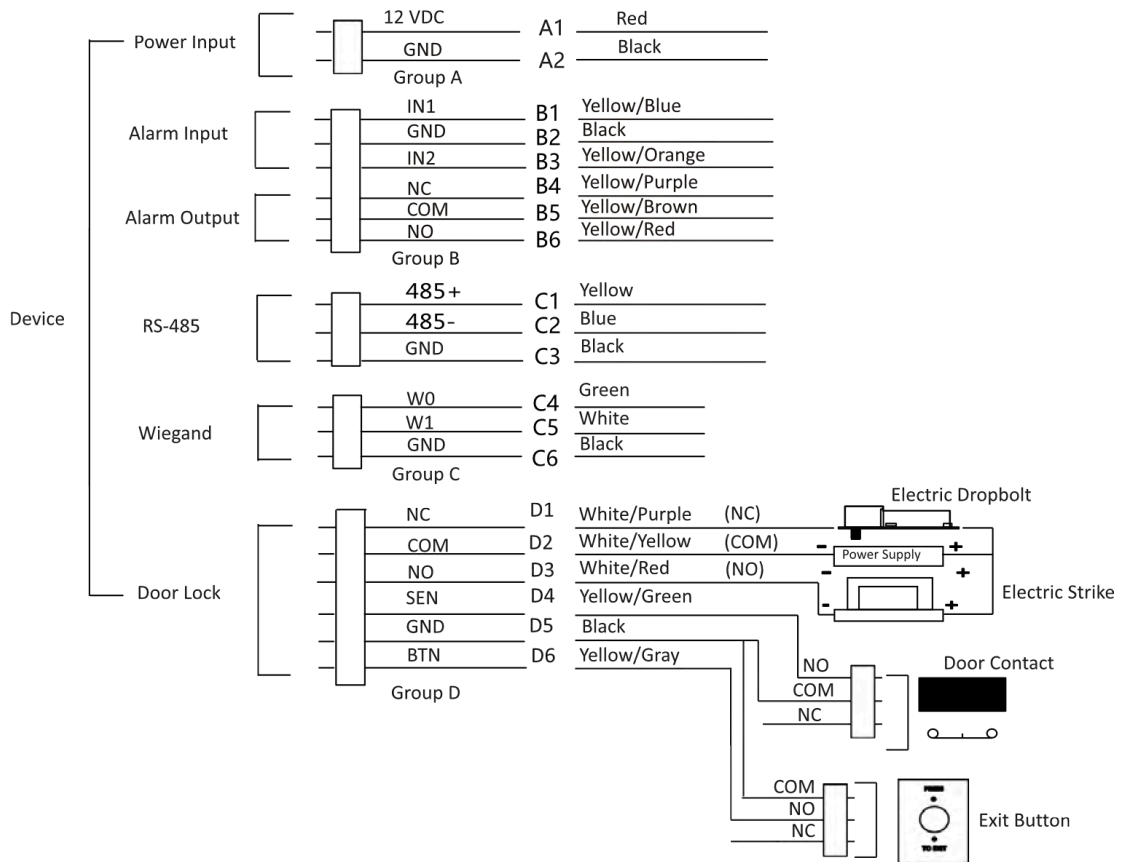 12 VDC
A1
Red
Power Input
GND
A2
Black
Group A
IN1
B1
Yellow/Blue
Alarm Input
GND
B2
Black
IN2
B3
Yellow/Orange
NC
B4
Yellow/Purple
Alarm Output
COM
B5
Yellow/Brown
NO
B6
Yellow/Red
Group B
485+
C1
Yellow
Device
RS-485
485-
C2
Blue
GND
C3
Black
W0
C4
Green
Wiegand
W1
C5
White
GND
C6
Black
Group C
Electric Dropbolt
NC
D1
White/Purple
(NC)
COM
D2
White/Yellow
(COM)
- Power Supply +
NO
D3
White/Red
(NO)
- +
Door Lock
SEN
D4
Yellow/Green
- +
Electric Strike
GND
D5
Black
BTN
D6
Yellow/Gray
Group D
NO
Door Contact
COM
NC
COM
NO
NC
PRESS
TO EXIT
Exit Button